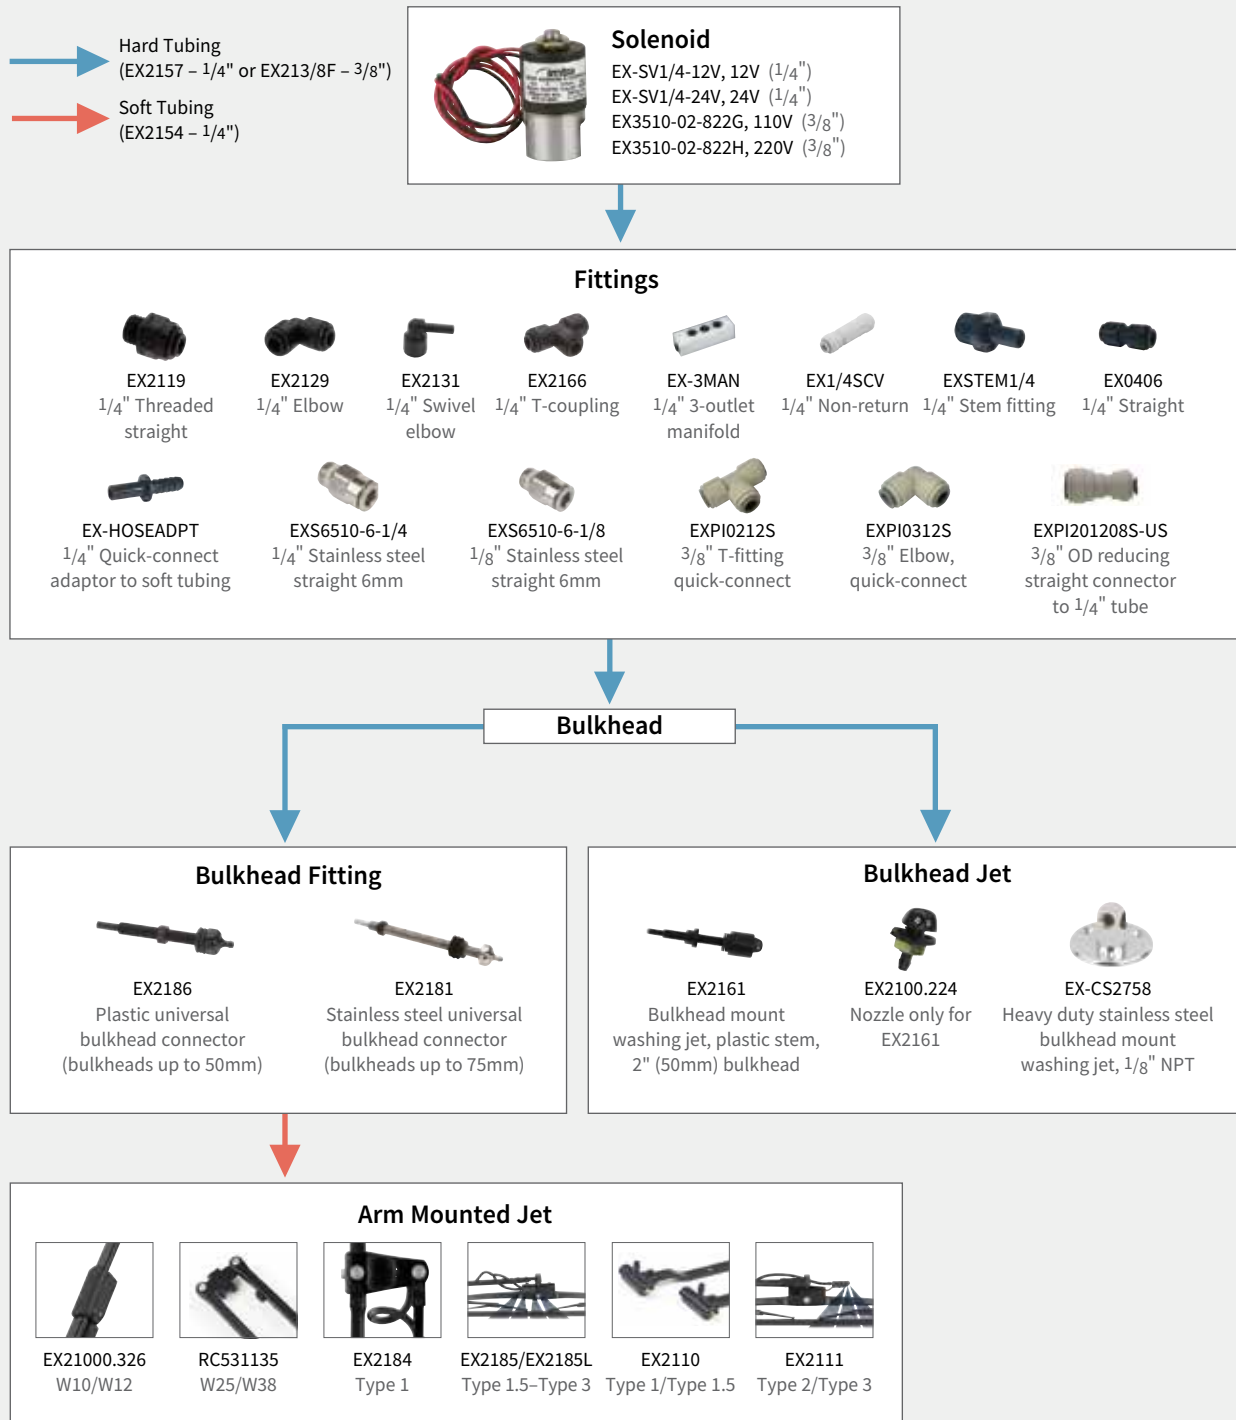 Hard Tubing
(EX2157 – 1/4" or EX213/8F – 3/8")
Soft Tubing
(EX2154 – 1/4")
Solenoid
EX-SV1/4-12V, 12V (1/4")
EX-SV1/4-24V, 24V (1/4")
EX3510-02-822G, 110V (3/8")
EX3510-02-822H, 220V (3/8")
Fittings
EX2119
1/4" Threaded
straight
EX2129
1/4" Elbow
EX2131
1/4" Swivel
elbow
EX2166
1/4" T-coupling
EX-3MAN
1/4" 3-outlet
manifold
EX1/4SCV
1/4" Non-return
EXSTEM1/4
1/4" Stem fitting
EX0406
1/4" Straight
EX-HOSEADPT
1/4" Quick-connect
adaptor to soft tubing
EXS6510-6-1/4
1/4" Stainless steel
straight 6mm
EXS6510-6-1/8
1/8" Stainless steel
straight 6mm
EXPI0212S
3/8" T-fitting
quick-connect
EXPI0312S
3/8" Elbow,
quick-connect
EXPI201208S-US
3/8" OD reducing
straight connector
to 1/4" tube
Bulkhead
Bulkhead Fitting
EX2186
Plastic universal
bulkhead connector
(bulkheads up to 50mm)
EX2181
Stainless steel universal
bulkhead connector
(bulkheads up to 75mm)
Bulkhead Jet
EX2161
Bulkhead mount
washing jet, plastic stem,
2" (50mm) bulkhead
EX2100.224
Nozzle only for
EX2161
EX-CS2758
Heavy duty stainless steel
bulkhead mount
washing jet, 1/8" NPT
Arm Mounted Jet
EX21000.326
W10/W12
RC531135
W25/W38
EX2184
Type 1
EX2185/EX2185L
Type 1.5–Type 3
EX2110
Type 1/Type 1.5
EX2111
Type 2/Type 3